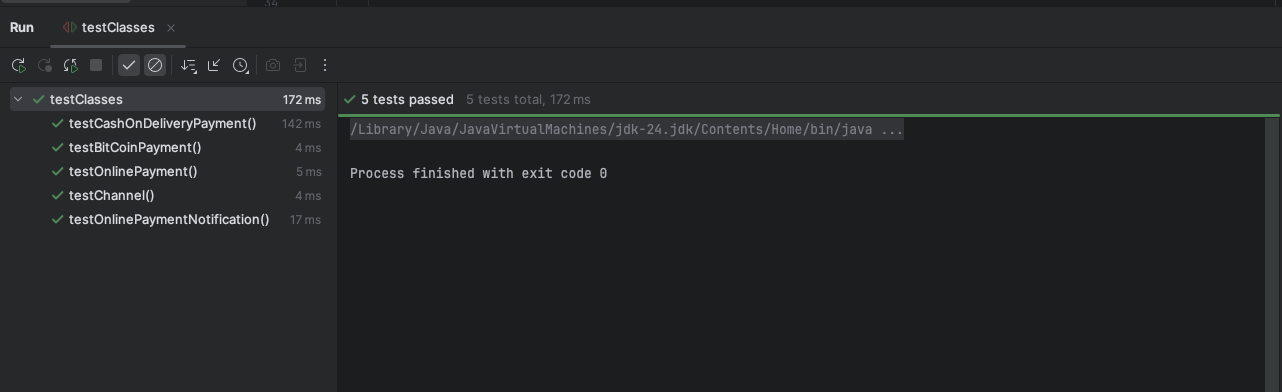 34
Run testClasses
testClasses 172 ms
testCashOnDeliveryPayment() 142 ms
testBitCoinPayment() 4 ms
testOnlinePayment() 5 ms
testChannel() 4 ms
testOnlinePaymentNotification() 17 ms
5 tests passed 5 tests total, 172 ms
/Library/Java/JavaVirtualMachines/jdk-24.jdk/Contents/Home/bin/java ...
Process finished with exit code 0